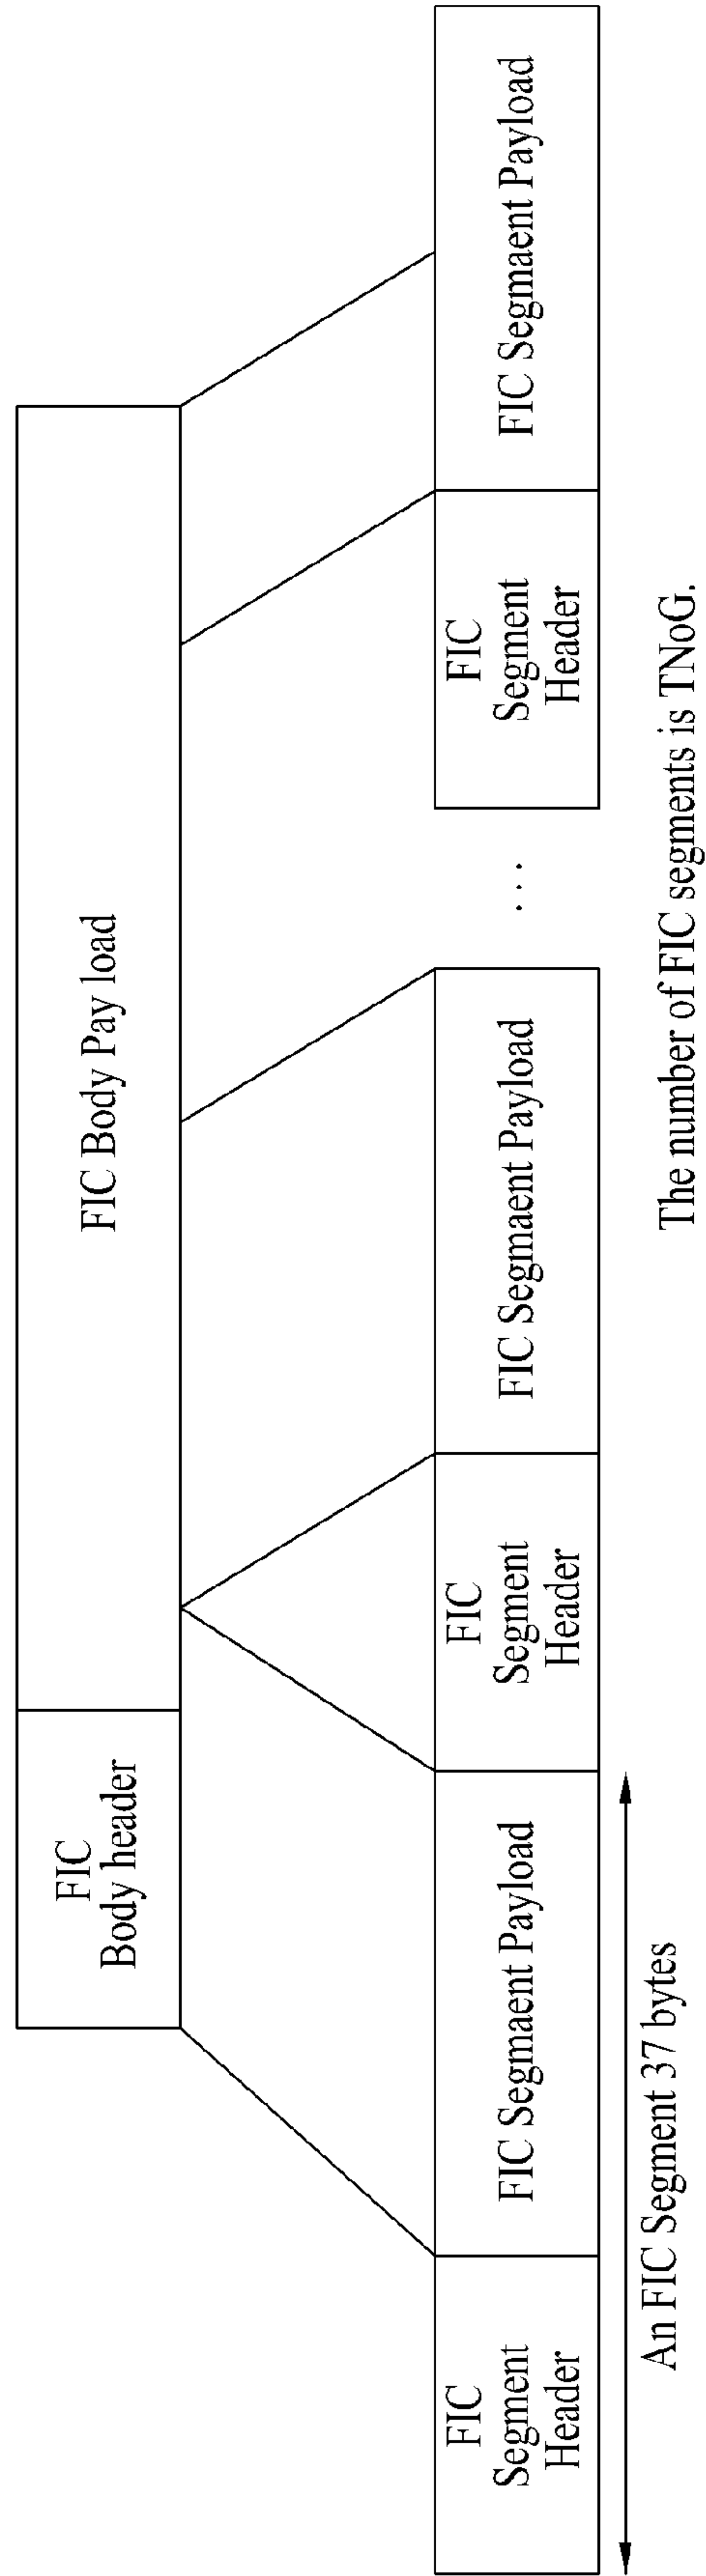 FIC
Body header
FIC Body Pay load
FIC
Segment
Header
FIC Segmaent Payload
FIC
Segment
Header
FIC Segmaent Payload
. . .
FIC
Segment
Header
FIC Segmaent Payload
An FIC Segment 37 bytes
The number of FIC segments is TNoG.